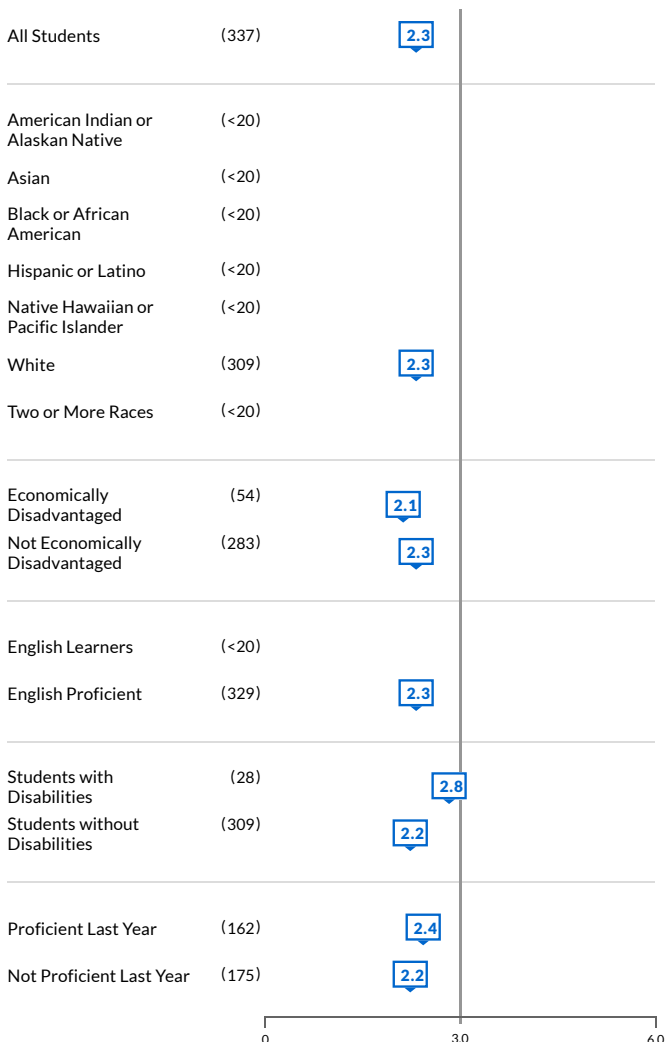 All Students (337) 2.3
American Indian or (<20)
Alaskan Native
Asian (<20)
Black or African (<20)
American
Hispanic or Latino (<20)
Native Hawaiian or (<20)
Pacific Islander
White (309) 2.3
Two or More Races (<20)
Economically (54) 2.1
Disadvantaged
Not Economically (283) 2.3
Disadvantaged
English Learners (<20)
English Proficient (329) 2.3
Students with (28) 2.8
Disabilities
Students without (309) 2.2
Disabilities
Proficient Last Year (162) 2.4
Not Proficient Last Year (175) 2.2
0 3.0 6.0